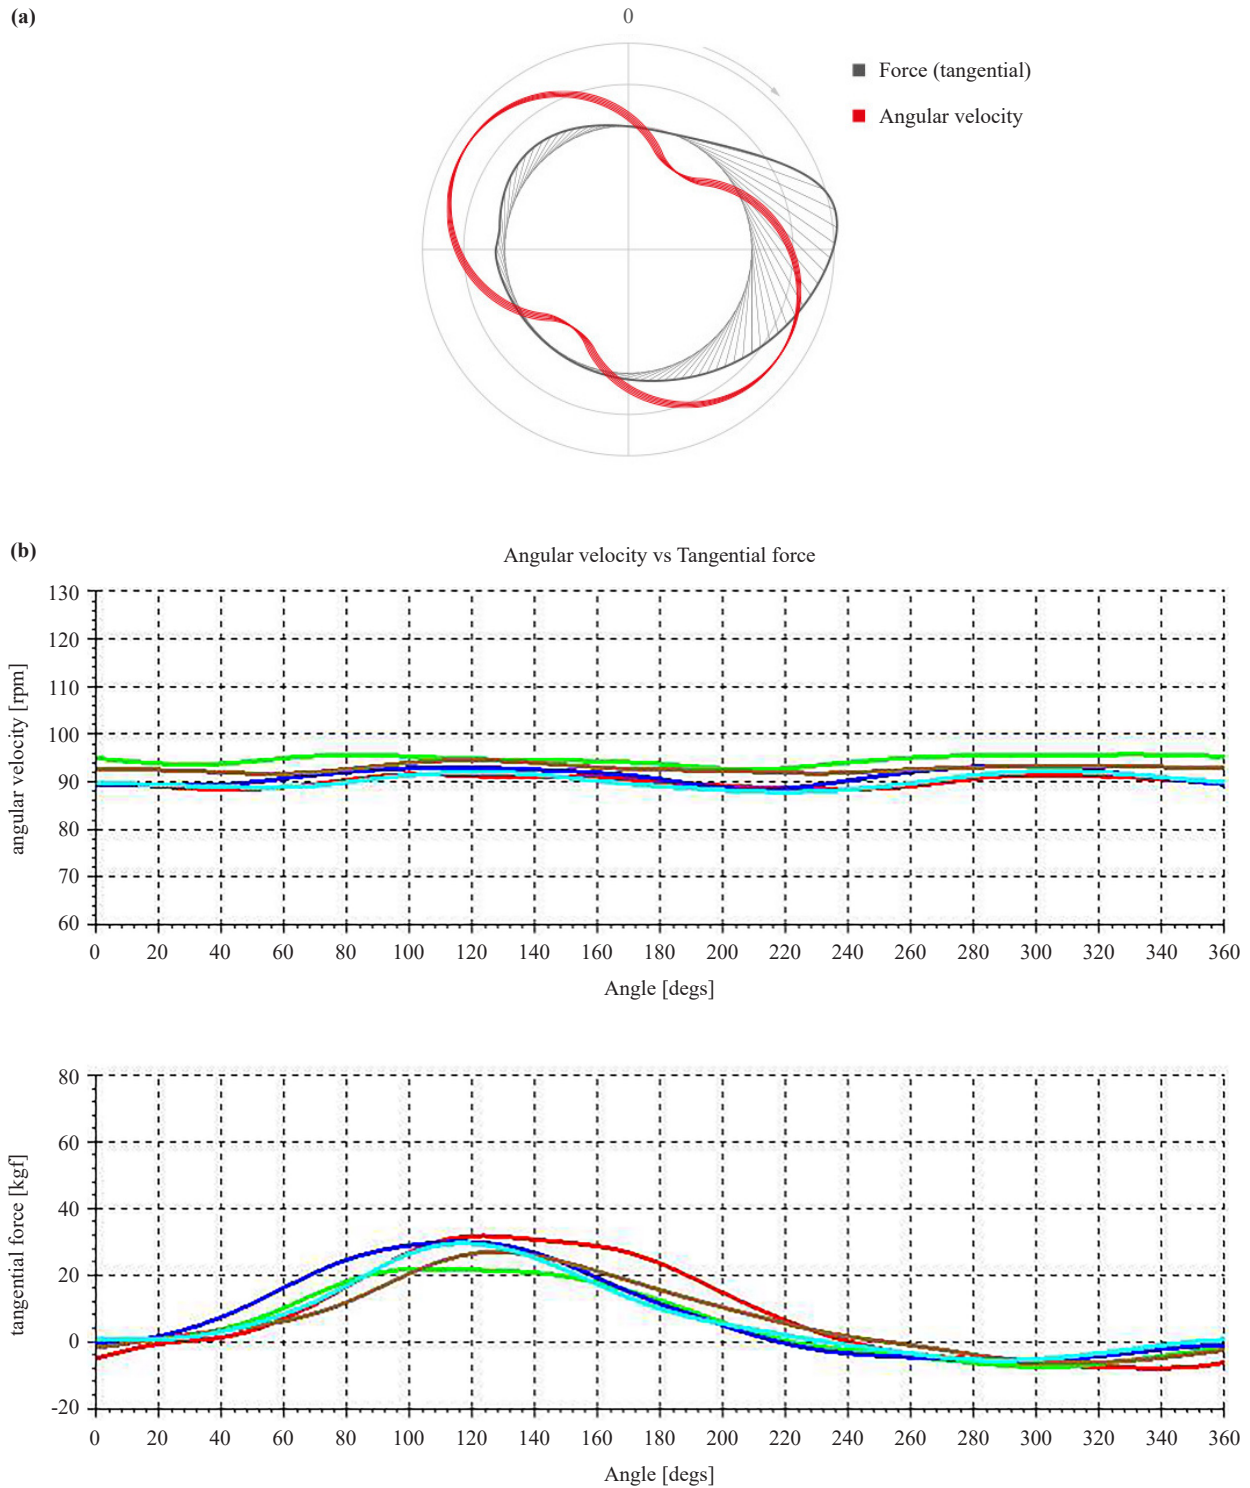 (a)
0
Force (tangential)
Angular velocity
(b)
Angular velocity vs Tangential force
130
120
110
100
90
80
70
60
angular velocity [rpm]
0 20 40 60 80 100 120 140 160 180 200 220 240 260 280 300 320 340 360
Angle [degs]
80
60
40
20
0
-20
tangential force [kgf]
0 20 40 60 80 100 120 140 160 180 200 220 240 260 280 300 320 340 360
Angle [degs]